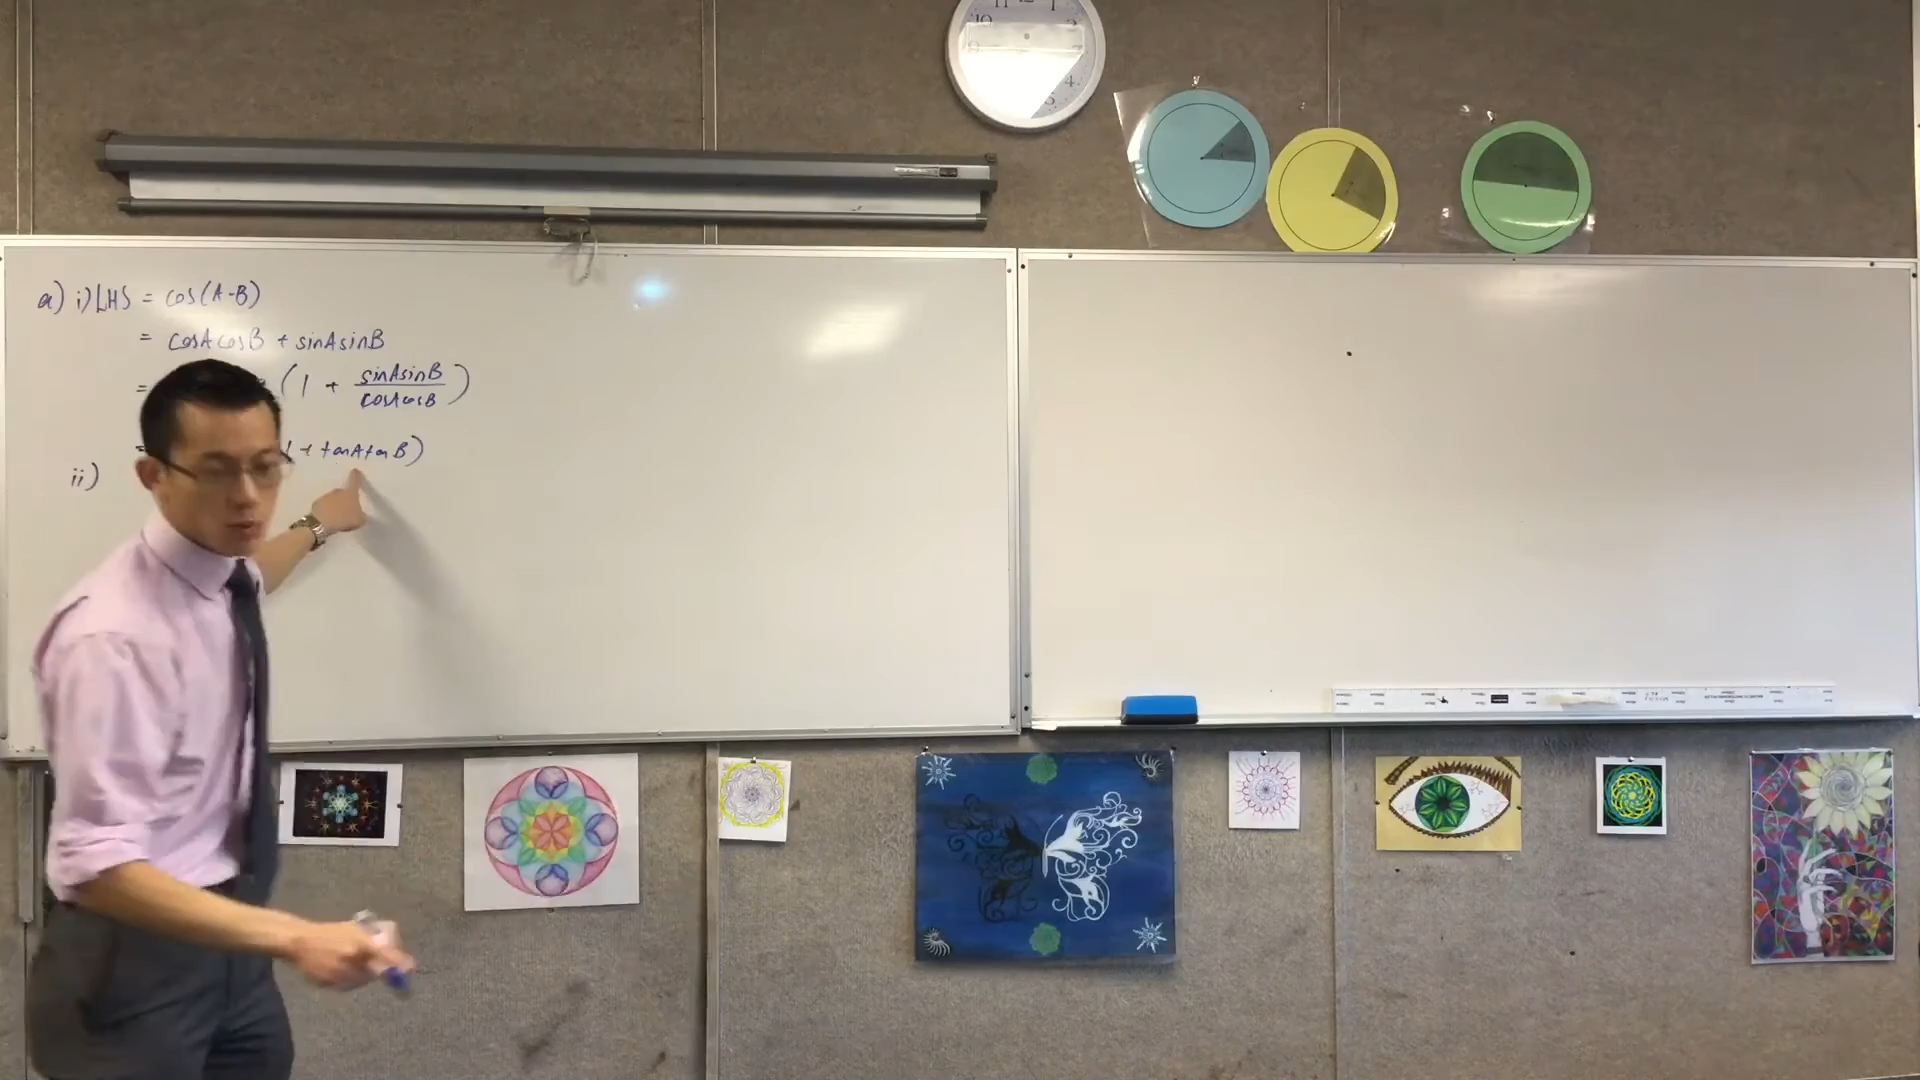 a) i) LHS = cos(A-B)
= cosAcosB + sinAsinB
= (1 + sinAsinB / cosAcosB)
= + tanAtanB)
ii)